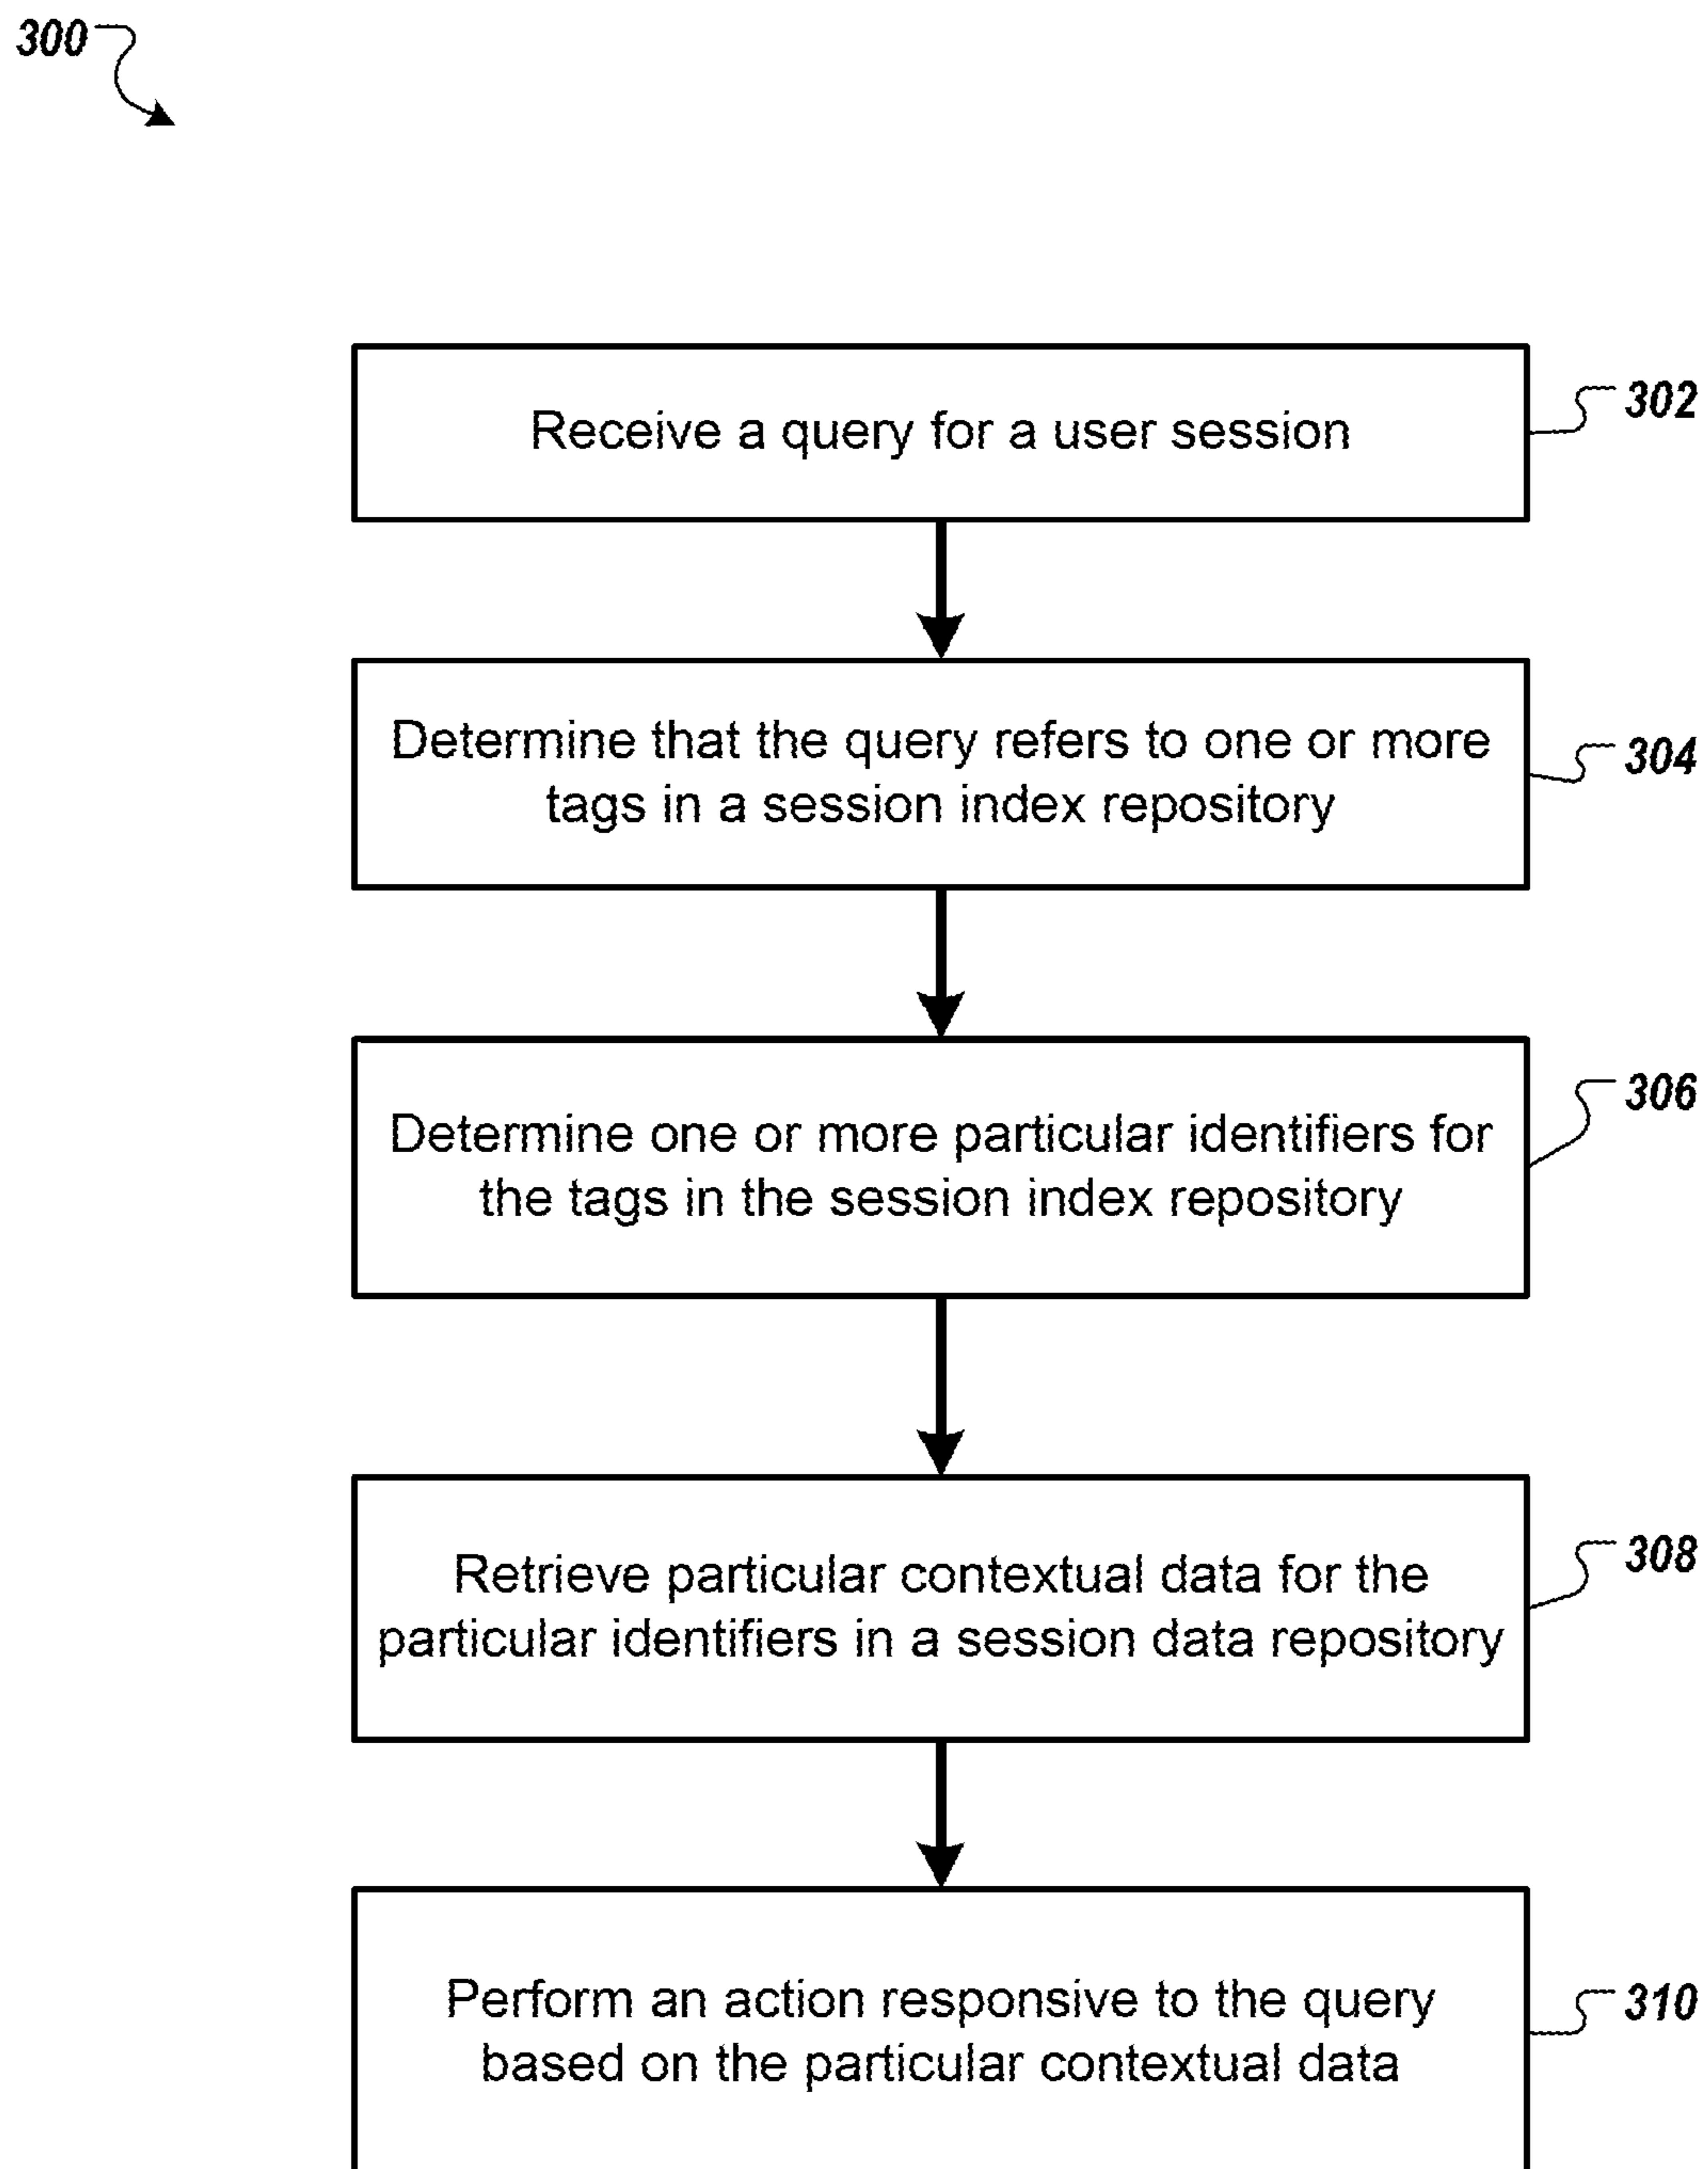 300
Receive a query for a user session
302
Determine that the query refers to one or more
tags in a session index repository
304
Determine one or more particular identifiers for
the tags in the session index repository
306
Retrieve particular contextual data for the
particular identifiers in a session data repository
308
Perform an action responsive to the query
based on the particular contextual data
310